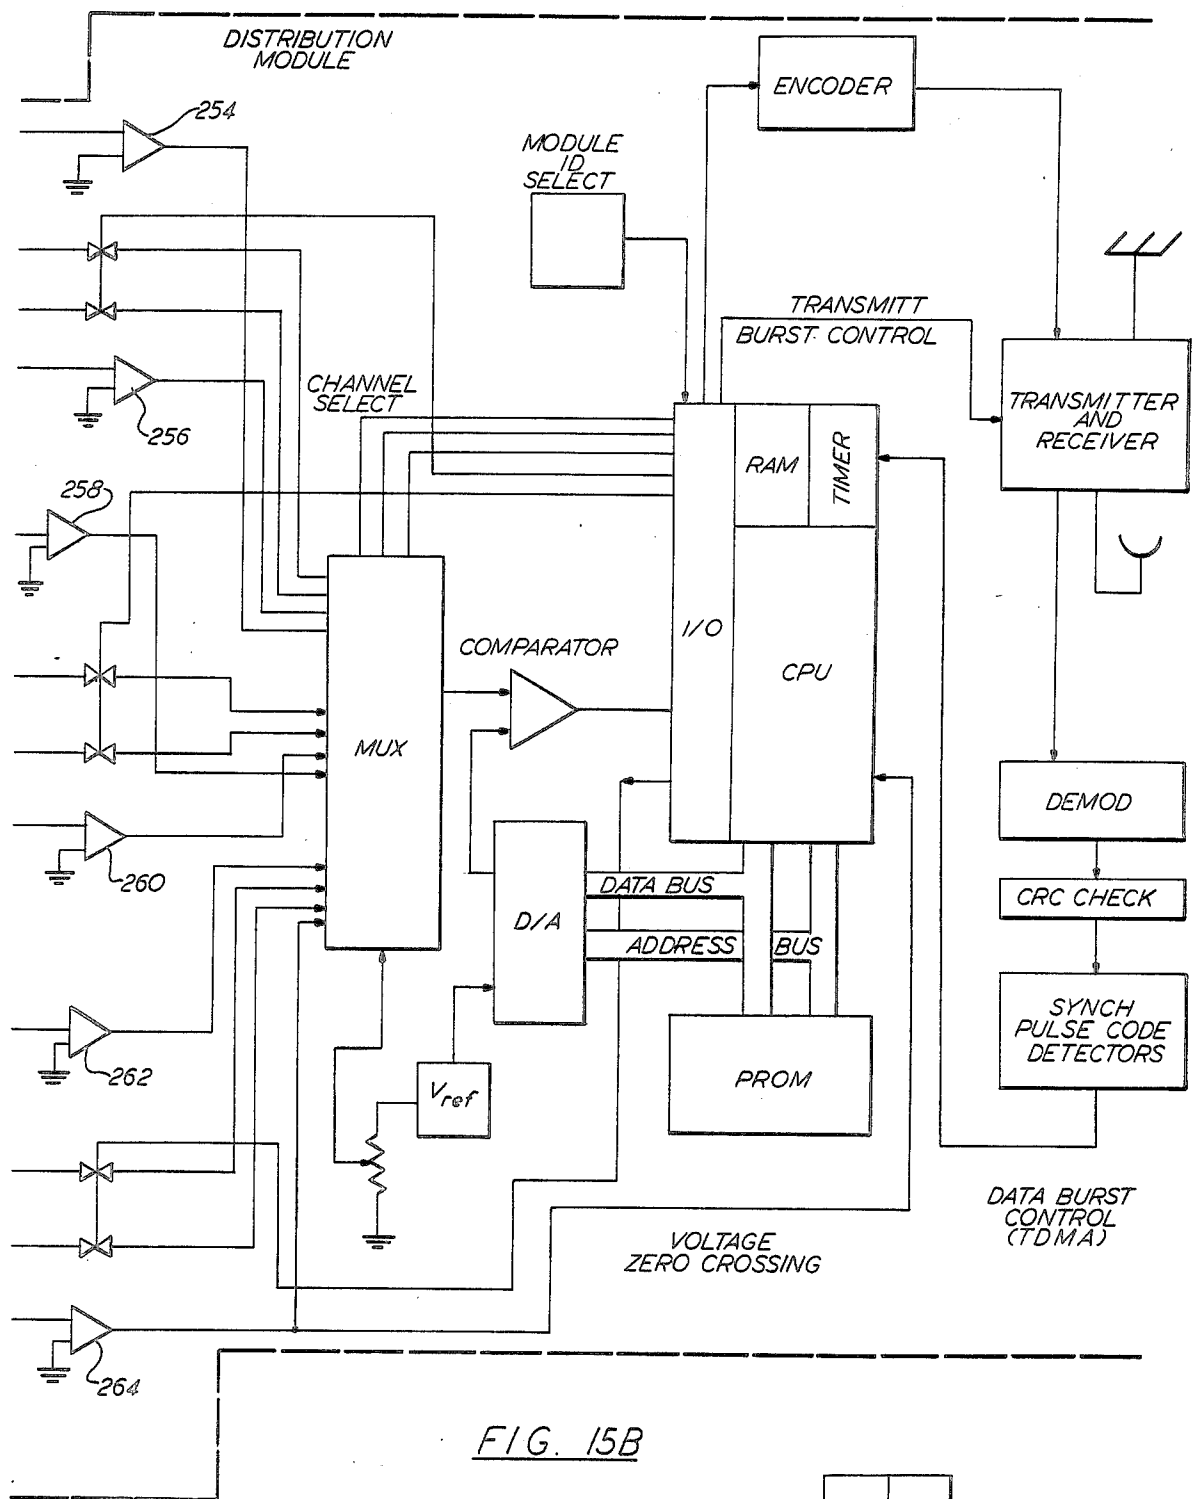 DISTRIBUTION
MODULE
ENCODER
254
MODULE
ID
SELECT
TRANSMITT
BURST CONTROL
CHANNEL
SELECT
256
TRANSMITTER
AND
RECEIVER
RAM
TIMER
258
I/O
COMPARATOR
CPU
MUX
DEMOD
260
DATA BUS
CRC CHECK
D/A
ADDRESS BUS
SYNCH
PULSE CODE
DETECTORS
262
Vref
PROM
DATA BURST
CONTROL
(TDMA)
VOLTAGE
ZERO CROSSING
264
FIG. 15B